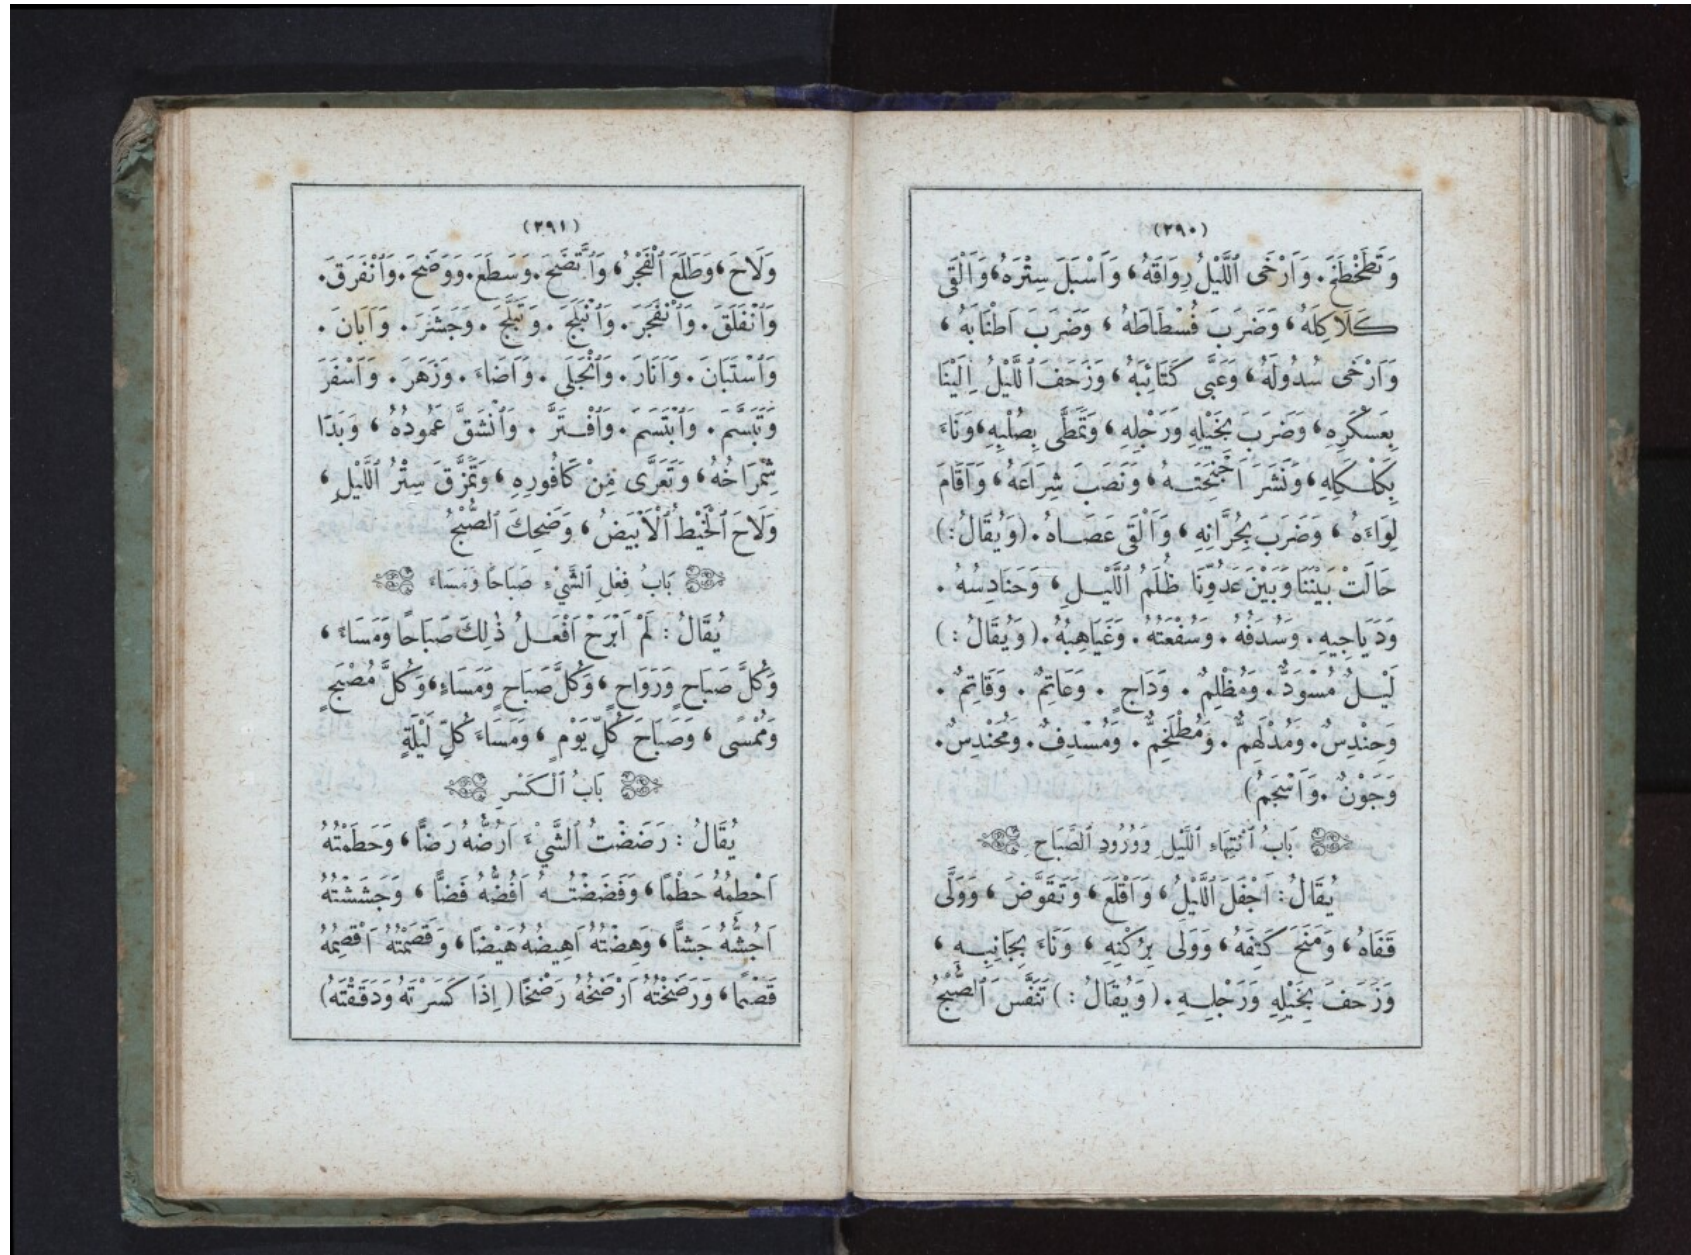 (٢٩٠)
وَتَطَخْطَخَ. وَاَرْخَى ٱللَّيْلُ رِوَاقَهُ، وَاَسْبَلَ سِتْرَهُ، وَاَلْقَى
كَلَاكِلَهُ، وَضَرَبَ فُسْطَاطَهُ، وَضَرَبَ اَطْنَابَهُ،
وَاَرْخَى سُدُولَهُ، وَعَبَّى كَتَائِبَهُ، وَزَحَفَ ٱللَّيْلُ اِلَيْنَا
بِعَسْكَرِهِ، وَضَرَبَ بِخَيْلِهِ وَرَجْلِهِ، وَتَمَطَّى بِصُلْبِهِ، وَنَاءَ
بِكَلْكَلِهِ، وَنَشَرَ اَجْنِحَتَهُ، وَنَصَبَ شِرَاعَهُ، وَاَقَامَ
لِوَاءَهُ، وَضَرَبَ بِجُرَّانِهِ، وَاَلْقَى عَصَاهُ. (وَيُقَالُ:)
حَالَتْ بَيْنَنَا وَبَيْنَ عَدُوِّنَا ظُلَمُ ٱللَّيْلِ، وَحَنَادِسُهُ.
وَدَيَاجِيهِ. وَسُدَفُهُ. وَسُفْعَتُهُ. وَغَيَاهِبُهُ. (وَيُقَالُ:)
لَيْلٌ مُسْوَدٌّ. وَمُظْلِمٌ. وَدَاجٍ. وَعَاتِمٌ. وَقَاتِمٌ.
وَحِنْدِسٌ. وَمُدْلَهِمٌّ. وَمُطْلَخِمٌّ. وَمُسْدِفٌ. وَمُحَنْدِسٌ.
وَجَوْنٌ. وَاَسْحَمُ)
بَابُ ٱنْتِهَاءِ ٱللَّيْلِ وَوُرُودِ ٱلصَّبَاحِ
يُقَالُ: اَجْفَلَ ٱللَّيْلُ، وَاَقْلَعَ، وَتَقَوَّضَ، وَوَلَّى
قَفَاهُ، وَمَنَحَ كَتِفَهُ، وَوَلَّى بِرُكْنِهِ، وَنَاءَ بِجَانِبِهِ،
وَزَحَفَ بِخَيْلِهِ وَرَجْلِهِ. (وَيُقَالُ:) تَنَفَّسَ ٱلصُّبْحُ
(٢٩١)
وَلَاحَ، وَطَلَعَ ٱلْفَجْرُ، وَٱتَّضَحَ. وَسَطَعَ. وَوَضَحَ. وَٱنْفَرَقَ.
وَٱنْفَلَقَ. وَٱنْفَجَرَ. وَٱنْبَلَجَ. وَتَبَلَّجَ. وَجَشَرَ. وَاَبَانَ.
وَٱسْتَبَانَ. وَاَنَارَ. وَٱنْجَلَى. وَاَضَاءَ. وَزَهَرَ. وَاَسْفَرَ
وَتَبَسَّمَ. وَٱبْتَسَمَ. وَٱفْتَرَّ. وَٱنْشَقَّ عَمُودُهُ، وَبَدَا
شِمْرَاخُهُ، وَتَعَرَّى مِنْ كَافُورِهِ، وَتَمَزَّقَ سِتْرُ ٱللَّيْلِ،
وَلَاحَ ٱلْخَيْطُ ٱلْاَبْيَضُ، وَضَحِكَ ٱلصُّبْحُ
بَابُ فِعْلِ ٱلشَّيْءِ صَبَاحًا وَمَسَاءً
يُقَالُ: لَمْ اَبْرَحْ اَفْعَلُ ذٰلِكَ صَبَاحًا وَمَسَاءً،
وَكُلَّ صَبَاحٍ وَرَوَاحٍ، وَكُلَّ صَبَاحٍ وَمَسَاءٍ، وَكُلَّ مُصْبَحٍ
وَمُمْسًى، وَصَبَاحَ كُلِّ يَوْمٍ، وَمَسَاءَ كُلِّ لَيْلَةٍ
بَابُ ٱلْكَسْرِ
يُقَالُ: رَضَضْتُ ٱلشَّيْءَ اَرُضُّهُ رَضًّا، وَحَطَمْتُهُ
اَحْطِمُهُ حَطْمًا، وَفَضَضْتُهُ اَفُضُّهُ فَضًّا، وَجَشَشْتُهُ
اَجُشُّهُ جَشًّا، وَهِضْتُهُ اَهِيضُهُ هَيْضًا، وَقَصَمْتُهُ اَقْصِمُهُ
قَصْمًا، وَرَضَخْتُهُ اَرْضَخُهُ رَضْخًا (اِذَا كَسَرْتَهُ وَدَقَقْتَهُ)